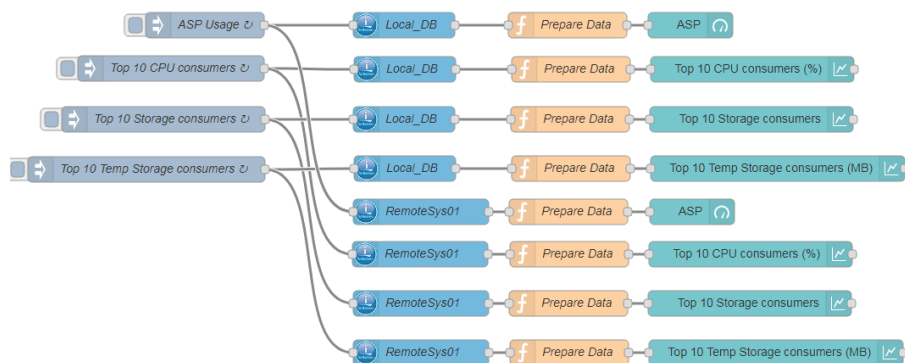 ASP Usage ↻
Local_DB
Prepare Data
ASP
Top 10 CPU consumers ↻
Local_DB
Prepare Data
Top 10 CPU consumers (%)
Top 10 Storage consumers ↻
Local_DB
Prepare Data
Top 10 Storage consumers
Top 10 Temp Storage consumers ↻
Local_DB
Prepare Data
Top 10 Temp Storage consumers (MB)
RemoteSys01
Prepare Data
ASP
RemoteSys01
Prepare Data
Top 10 CPU consumers (%)
RemoteSys01
Prepare Data
Top 10 Storage consumers
RemoteSys01
Prepare Data
Top 10 Temp Storage consumers (MB)